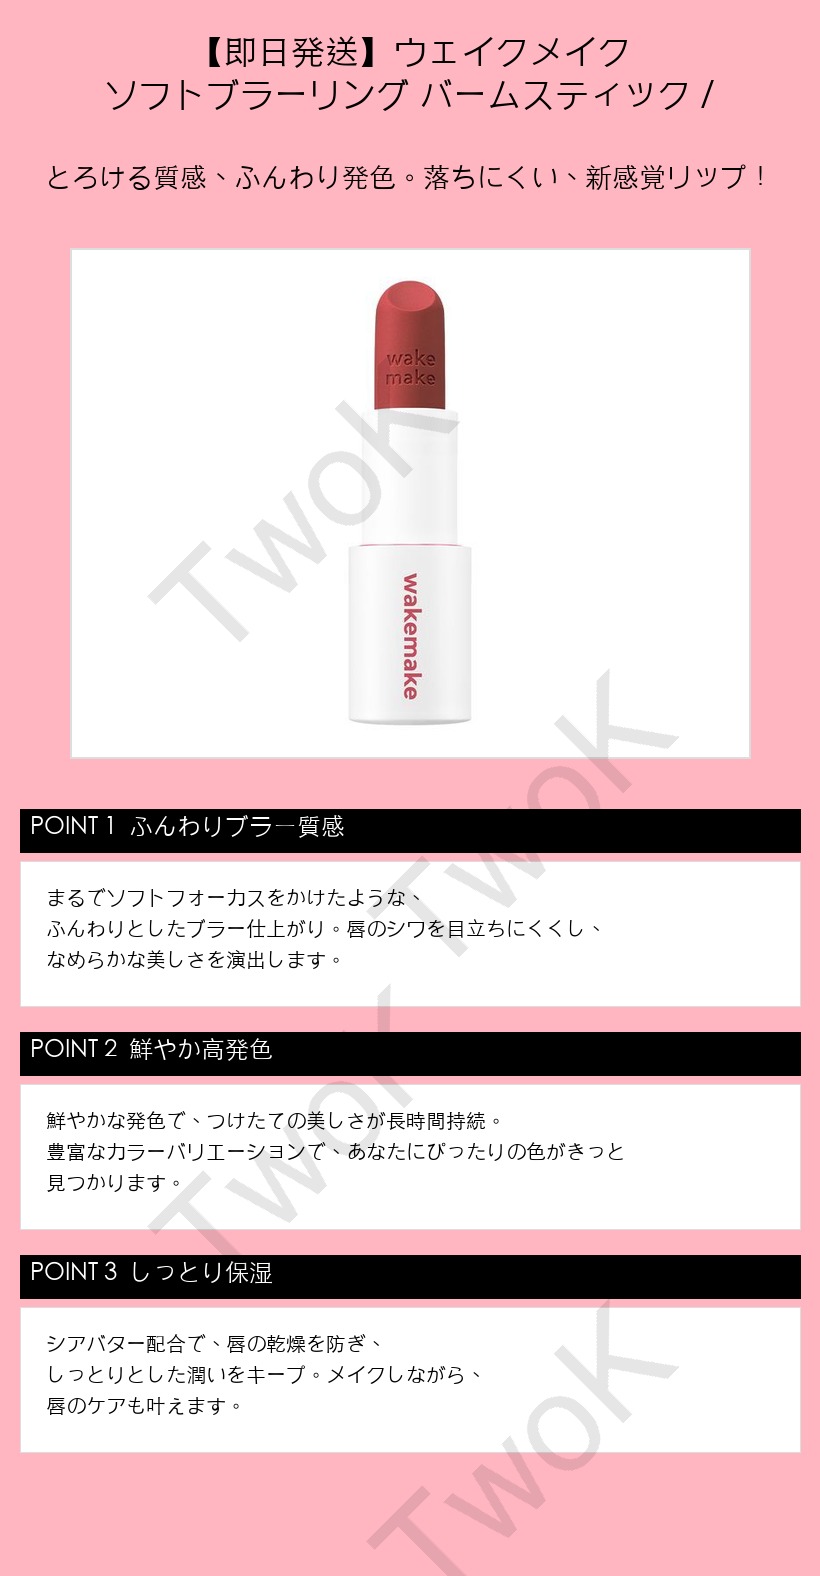 【即日発送】ウェイクメイク
ソフトブラーリング バームスティック /
とろける質感、ふんわり発色。落ちにくい、新感覚リップ！
wake
make
wakemake
TwoK
TwoK
POINT 1 ふんわりブラー質感
まるでソフトフォーカスをかけたような、
ふんわりとしたブラー仕上がり。唇のシワを目立ちにくくし、
なめらかな美しさを演出します。
TwoK
POINT 2 鮮やか高発色
鮮やかな発色で、つけたての美しさが長時間持続。
豊富なカラーバリエーションで、あなたにぴったりの色がきっと
見つかります。
POINT 3 しっとり保湿
シアバター配合で、唇の乾燥を防ぎ、
しっとりとした潤いをキープ。メイクしながら、
唇のケアも叶えます。
TwoK